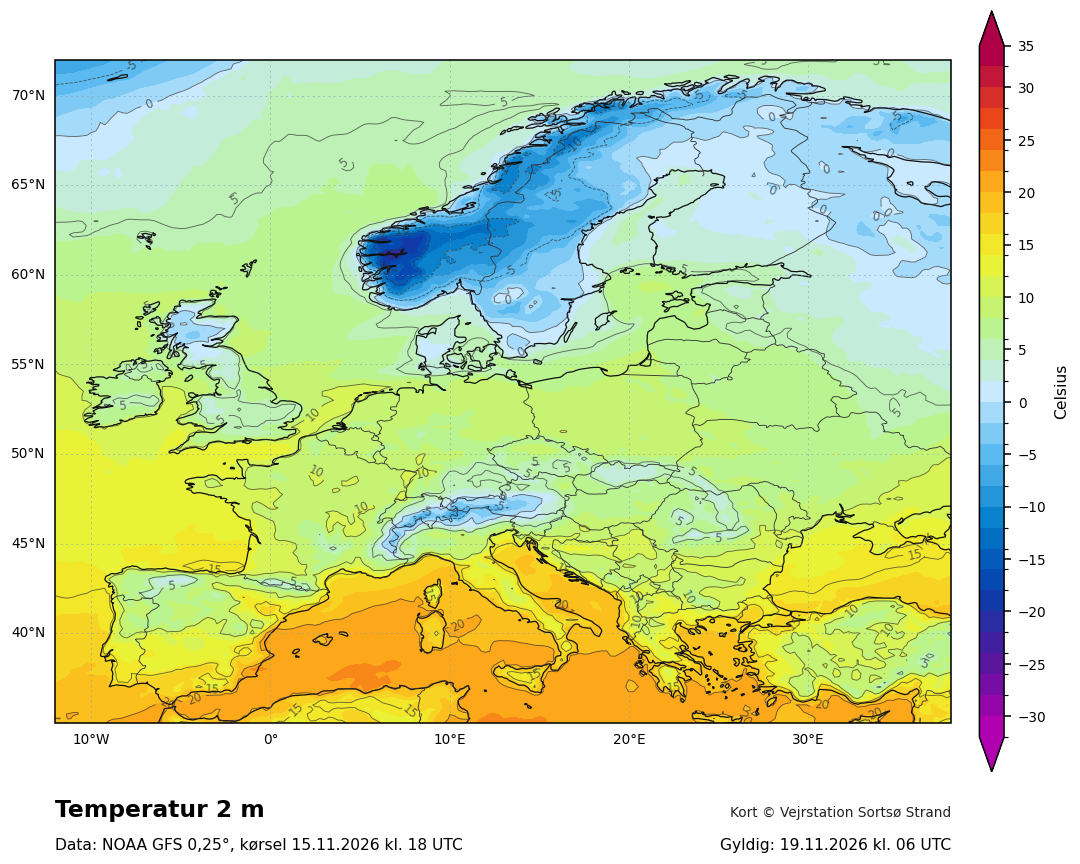 70°N
65°N
60°N
55°N
50°N
45°N
40°N
10°W 0° 10°E 20°E 30°E
35
30
25
20
15
10
5
0
−5
−10
−15
−20
−25
−30
Celsius
Temperatur 2 m
Kort © Vejrstation Sortsø Strand
Data: NOAA GFS 0,25°, kørsel 15.11.2026 kl. 18 UTC
Gyldig: 19.11.2026 kl. 06 UTC